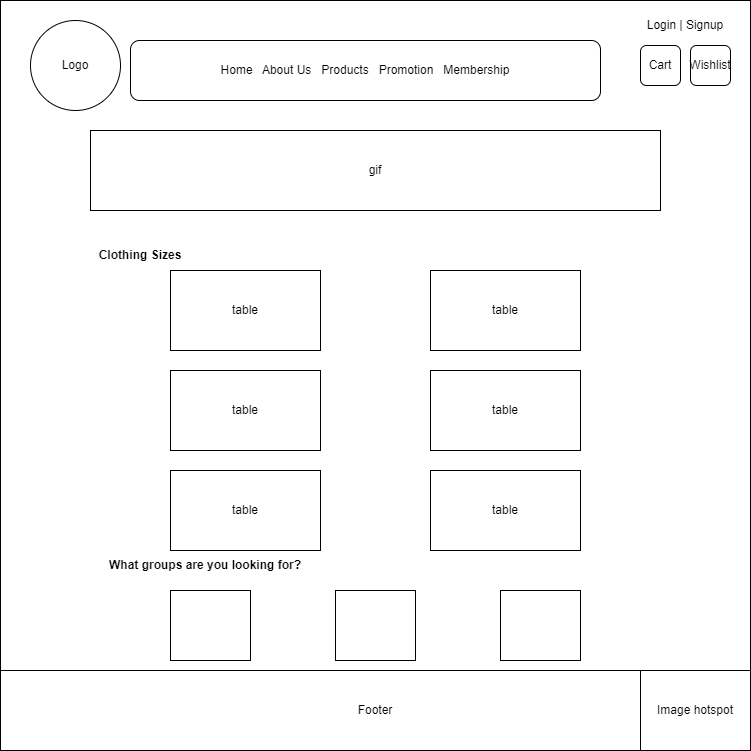 Login | Signup
Logo
Home About Us Products Promotion Membership
Cart
Wishlist
gif
Clothing Sizes
table
table
table
table
table
table
What groups are you looking for?
Footer
Image hotspot